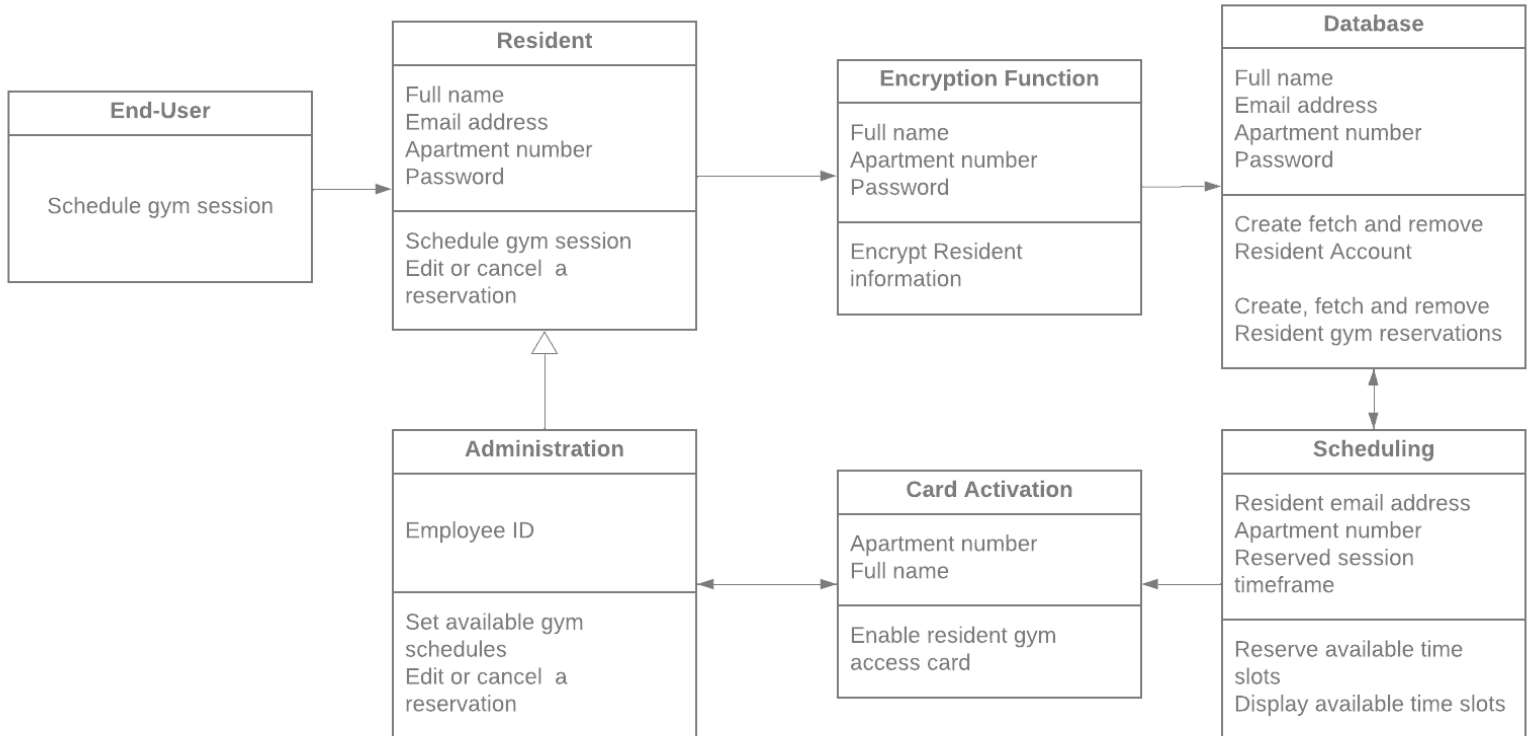 End-User
Schedule gym session
Resident
Full name
Email address
Apartment number
Password
Schedule gym session
Edit or cancel  a
reservation
Encryption Function
Full name
Apartment number
Password
Encrypt Resident
information
Database
Full name
Email address
Apartment number
Password
Create fetch and remove
Resident Account
Create, fetch and remove
Resident gym reservations
Administration
Employee ID
Set available gym
schedules
Edit or cancel  a
reservation
Card Activation
Apartment number
Full name
Enable resident gym
access card
Scheduling
Resident email address
Apartment number
Reserved session
timeframe
Reserve available time
slots
Display available time slots